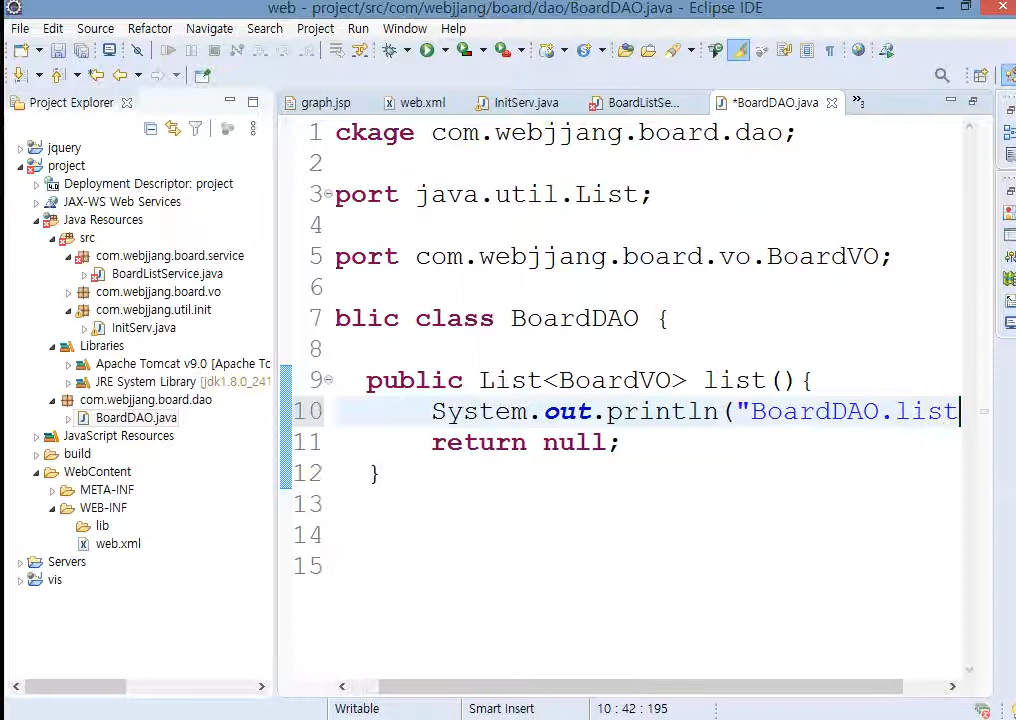 web - project/src/com/webjjang/board/dao/BoardDAO.java - Eclipse IDE
File Edit Source Refactor Navigate Search Project Run Window Help
Project Explorer
graph.jsp
web.xml
InitServ.java
BoardListSe...
*BoardDAO.java
»3
jquery
project
Deployment Descriptor: project
JAX-WS Web Services
Java Resources
src
com.webjjang.board.service
BoardListService.java
com.webjjang.board.vo
com.webjjang.util.init
InitServ.java
Libraries
Apache Tomcat v9.0 [Apache To
JRE System Library [jdk1.8.0_241
com.webjjang.board.dao
BoardDAO.java
JavaScript Resources
build
WebContent
META-INF
WEB-INF
lib
web.xml
Servers
vis
1 ckage com.webjjang.board.dao;
2
3 port java.util.List;
4
5 port com.webjjang.board.vo.BoardVO;
6
7 blic class BoardDAO {
8
9 public List<BoardVO> list(){
10 System.out.println("BoardDAO.list
11 return null;
12 }
13
14
15
Writable
Smart Insert
10 : 42 : 195